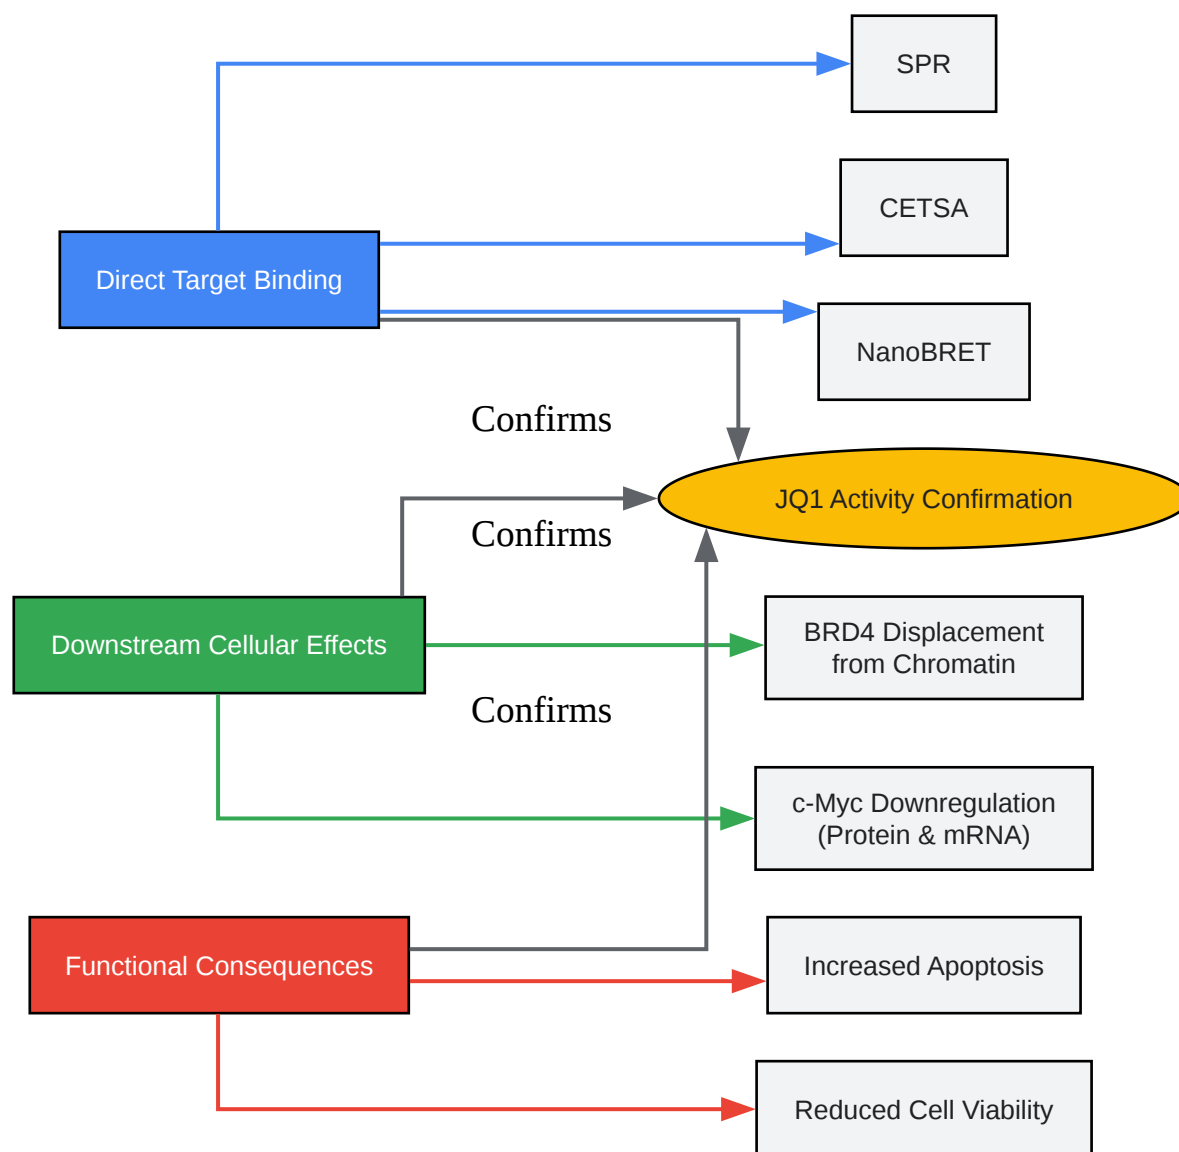 SPR
CETSA
Direct Target Binding
NanoBRET
Confirms
JQ1 Activity Confirmation
Confirms
Downstream Cellular Effects
BRD4 Displacement
from Chromatin
Confirms
c-Myc Downregulation
(Protein & mRNA)
Functional Consequences
Increased Apoptosis
Reduced Cell Viability